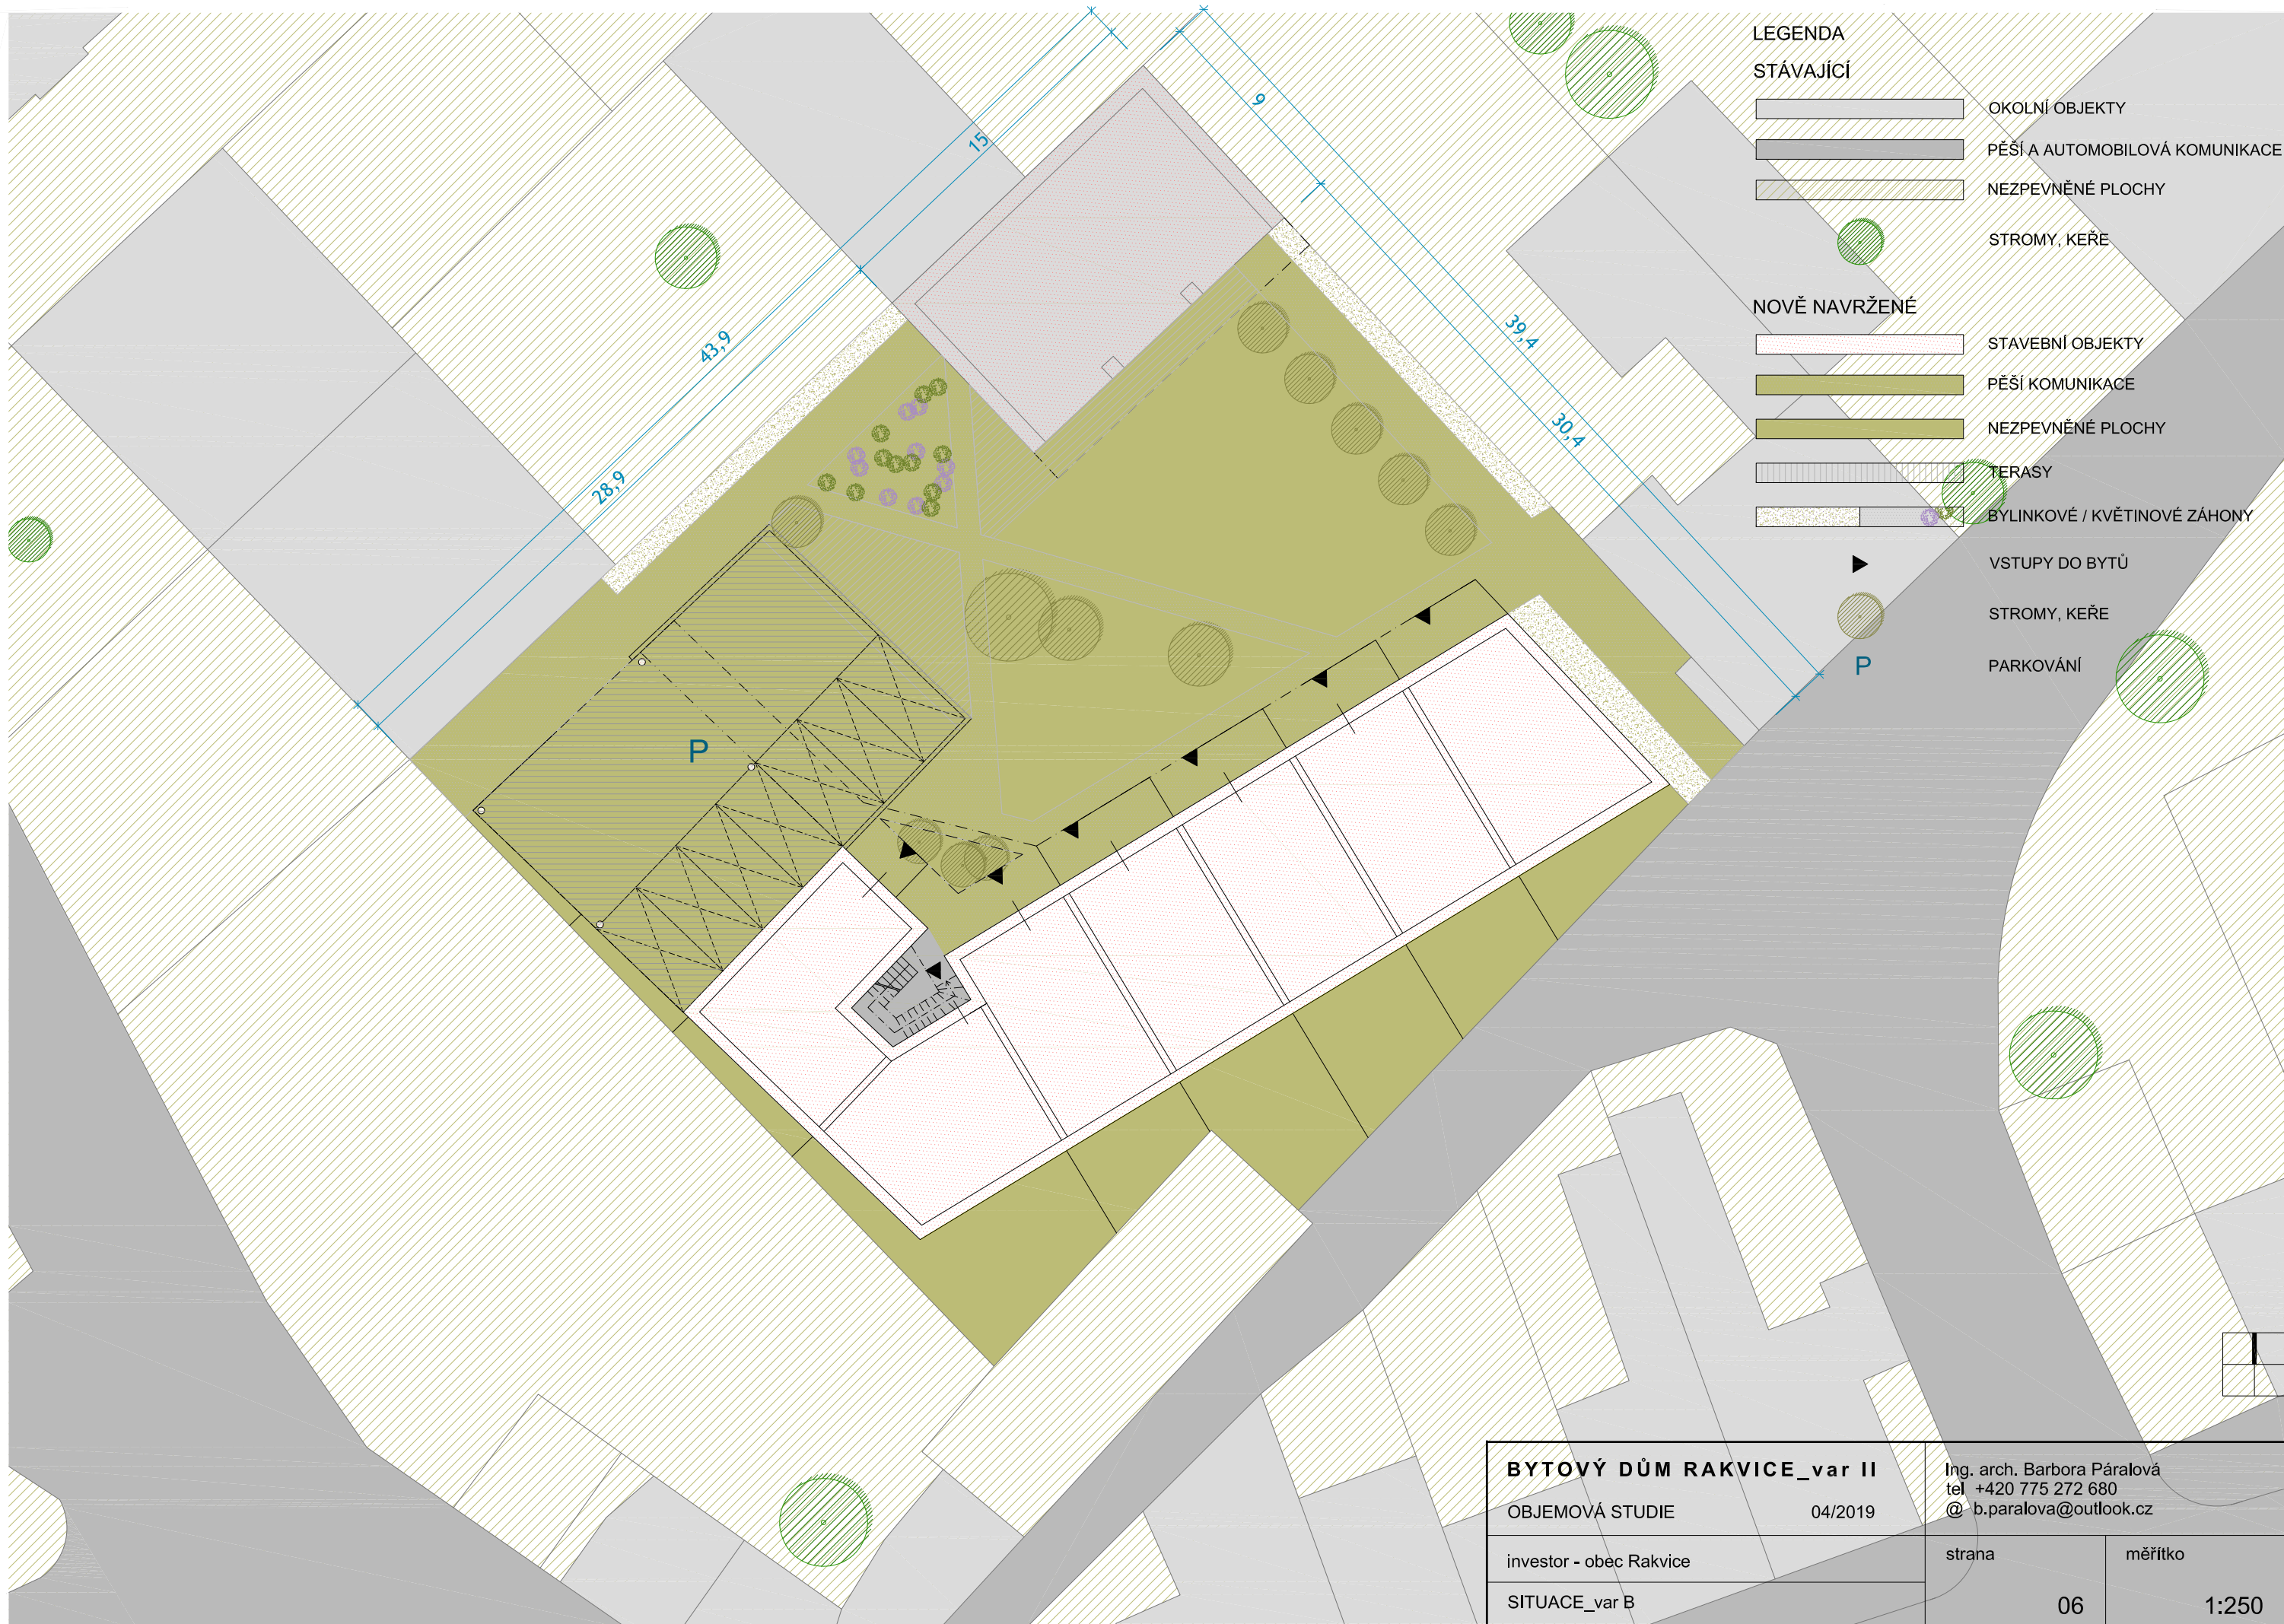 LEGENDA
STÁVAJÍCÍ
OKOLNÍ OBJEKTY
PĚŠÍ A AUTOMOBILOVÁ KOMUNIKACE
NEZPEVNĚNÉ PLOCHY
STROMY, KEŘE
NOVĚ NAVRŽENÉ
STAVEBNÍ OBJEKTY
PĚŠÍ KOMUNIKACE
NEZPEVNĚNÉ PLOCHY
TERASY
BYLINKOVÉ / KVĚTINOVÉ ZÁHONY
VSTUPY DO BYTŮ
STROMY, KEŘE
P PARKOVÁNÍ
9
15
39,4
43,9
30,4
28,9
P
BYTOVÝ DŮM RAKVICE_var II
OBJEMOVÁ STUDIE 04/2019
investor - obec Rakvice
SITUACE_var B
Ing. arch. Barbora Páralová
tel +420 775 272 680
@ b.paralova@outlook.cz
strana měřítko
06 1:250